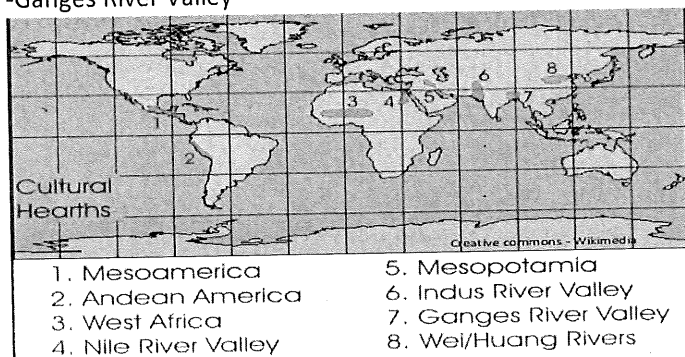 -Ganges River Valley
1
2
3
4
5
6
7
8
Cultural
Hearths
Creative commons - Wikimedia
1. Mesoamerica
2. Andean America
3. West Africa
4. Nile River Valley
5. Mesopotamia
6. Indus River Valley
7. Ganges River Valley
8. Wei/Huang Rivers